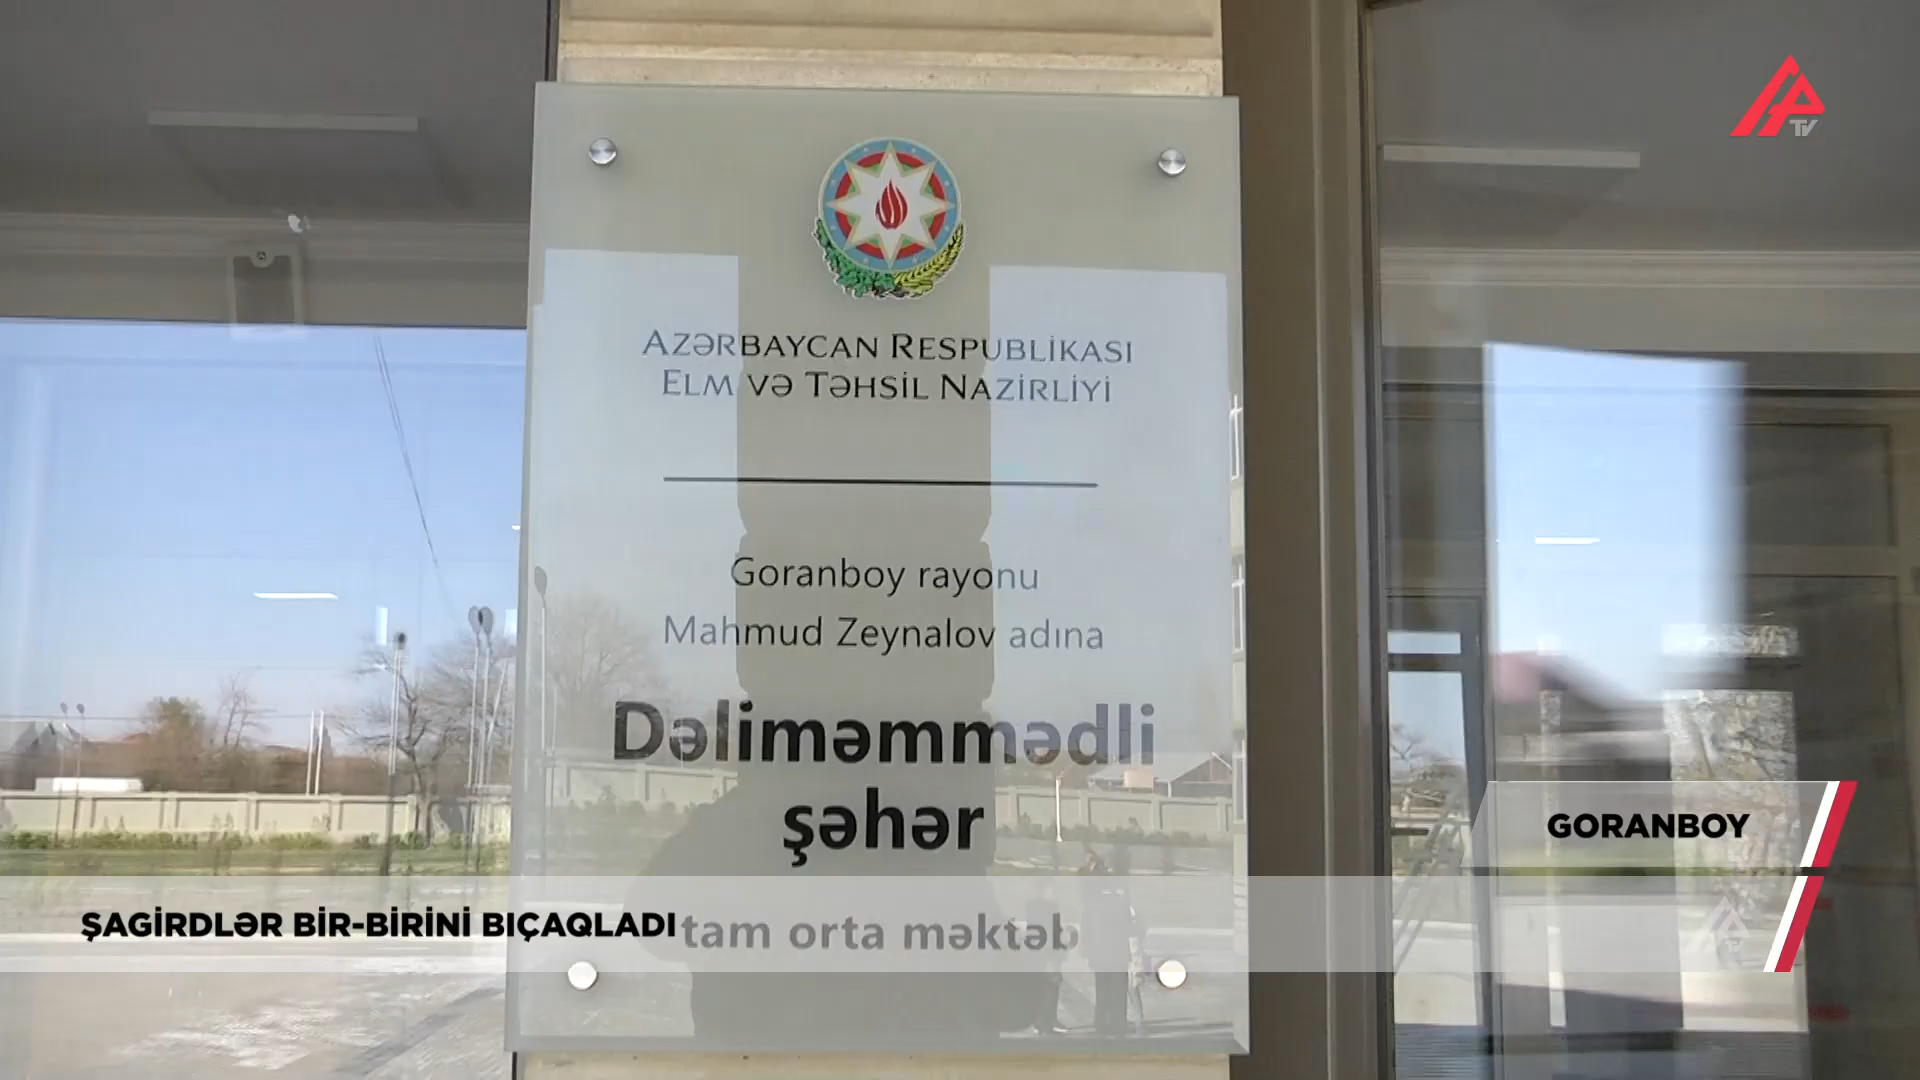 TV
AZƏRBAYCAN RESPUBLİKASI
ELM VƏ TƏHSİL NAZİRLİYİ
Goranboy rayonu
Mahmud Zeynalov adına
Dəliməmmədli
şəhər
tam orta məktəb
GORANBOY
ŞAGİRDLƏR BİR-BİRİNİ BIÇAQLADI